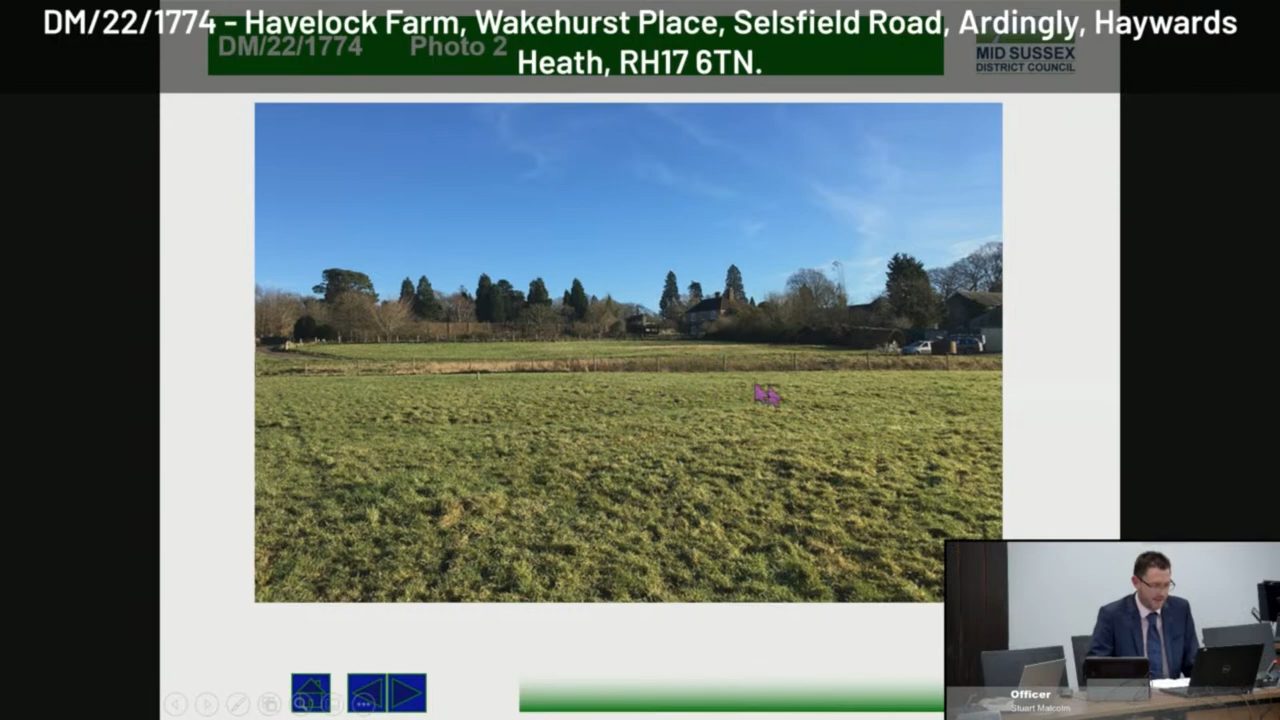 DM/22/1774 - Havelock Farm, Wakehurst Place, Selsfield Road, Ardingly, Haywards
Heath, RH17 6TN.
DM/22/1774 Photo 2
MID SUSSEX
DISTRICT COUNCIL
Officer
Stuart Malcolm